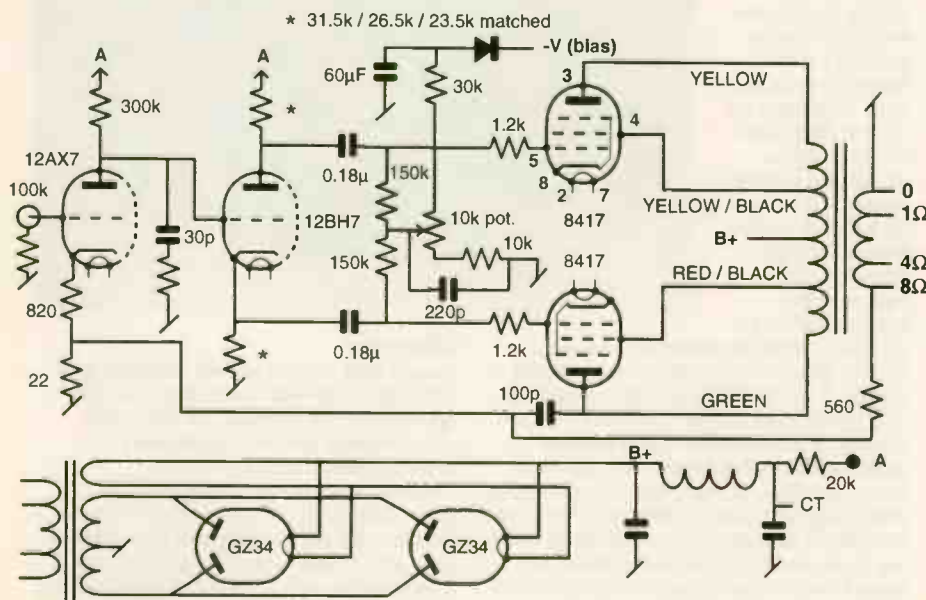 * 31.5k / 26.5k / 23.5k matched
-V (bias)
A
A
60µF
30k
3
YELLOW
300k
*
1.2k
4
12AX7
0.18µ
150k
5
8
2
7
0
100k
12BH7
8417
YELLOW / BLACK
1Ω
30p
10k pot.
B+
10k
8417
RED / BLACK
4Ω
150k
8Ω
820
220p
0.18µ
1.2k
*
22
100p
GREEN
560
B+
A
20k
CT
GZ34
GZ34